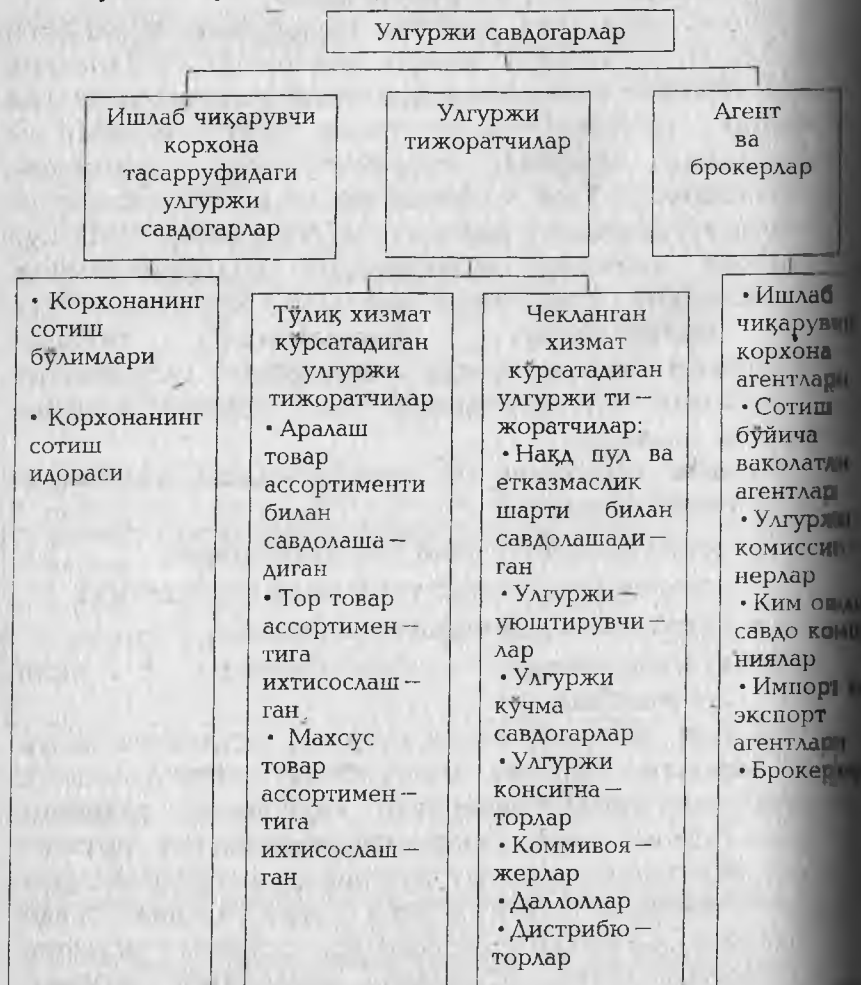 Улгуржи савдогарлар
Ишлаб чиқарувчи
корхона
тасарруфидаги
улгуржи
савдогарлар
Улгуржи
тижоратчилар
Агент
ва
брокерлар
• Корхонанинг
сотиш
бўлимлари
• Корхонанинг
сотиш
идораси
Тўлиқ хизмат
кўрсатадиган
улгуржи
тижоратчилар
• Аралаш
товар
ассортименти
билан
савдолаша —
диган
• Тор товар
ассортимен —
тига
ихтисослаш —
ган
• Махсус
товар
ассортимен —
тига
ихтисослаш —
ган
Чекланган
хизмат
кўрсатадиган
улгуржи ти —
жоратчилар:
• Нақд пул ва
етказмаслик
шарти билан
савдолашади —
ган
• Улгуржи —
уюштирувчи —
лар
• Улгуржи
кўчма
савдогарлар
• Улгуржи
консигна —
торлар
• Коммивоя —
жерлар
• Даллоллар
• Дистрибю —
торлар
• Ишлаб
чиқарувчи
корхона
агентлари
• Сотиш
бўйича
агентлар
•
нерлар
• Ким
савдо
ниялар
• Импорт
экспорт
агентлари
•